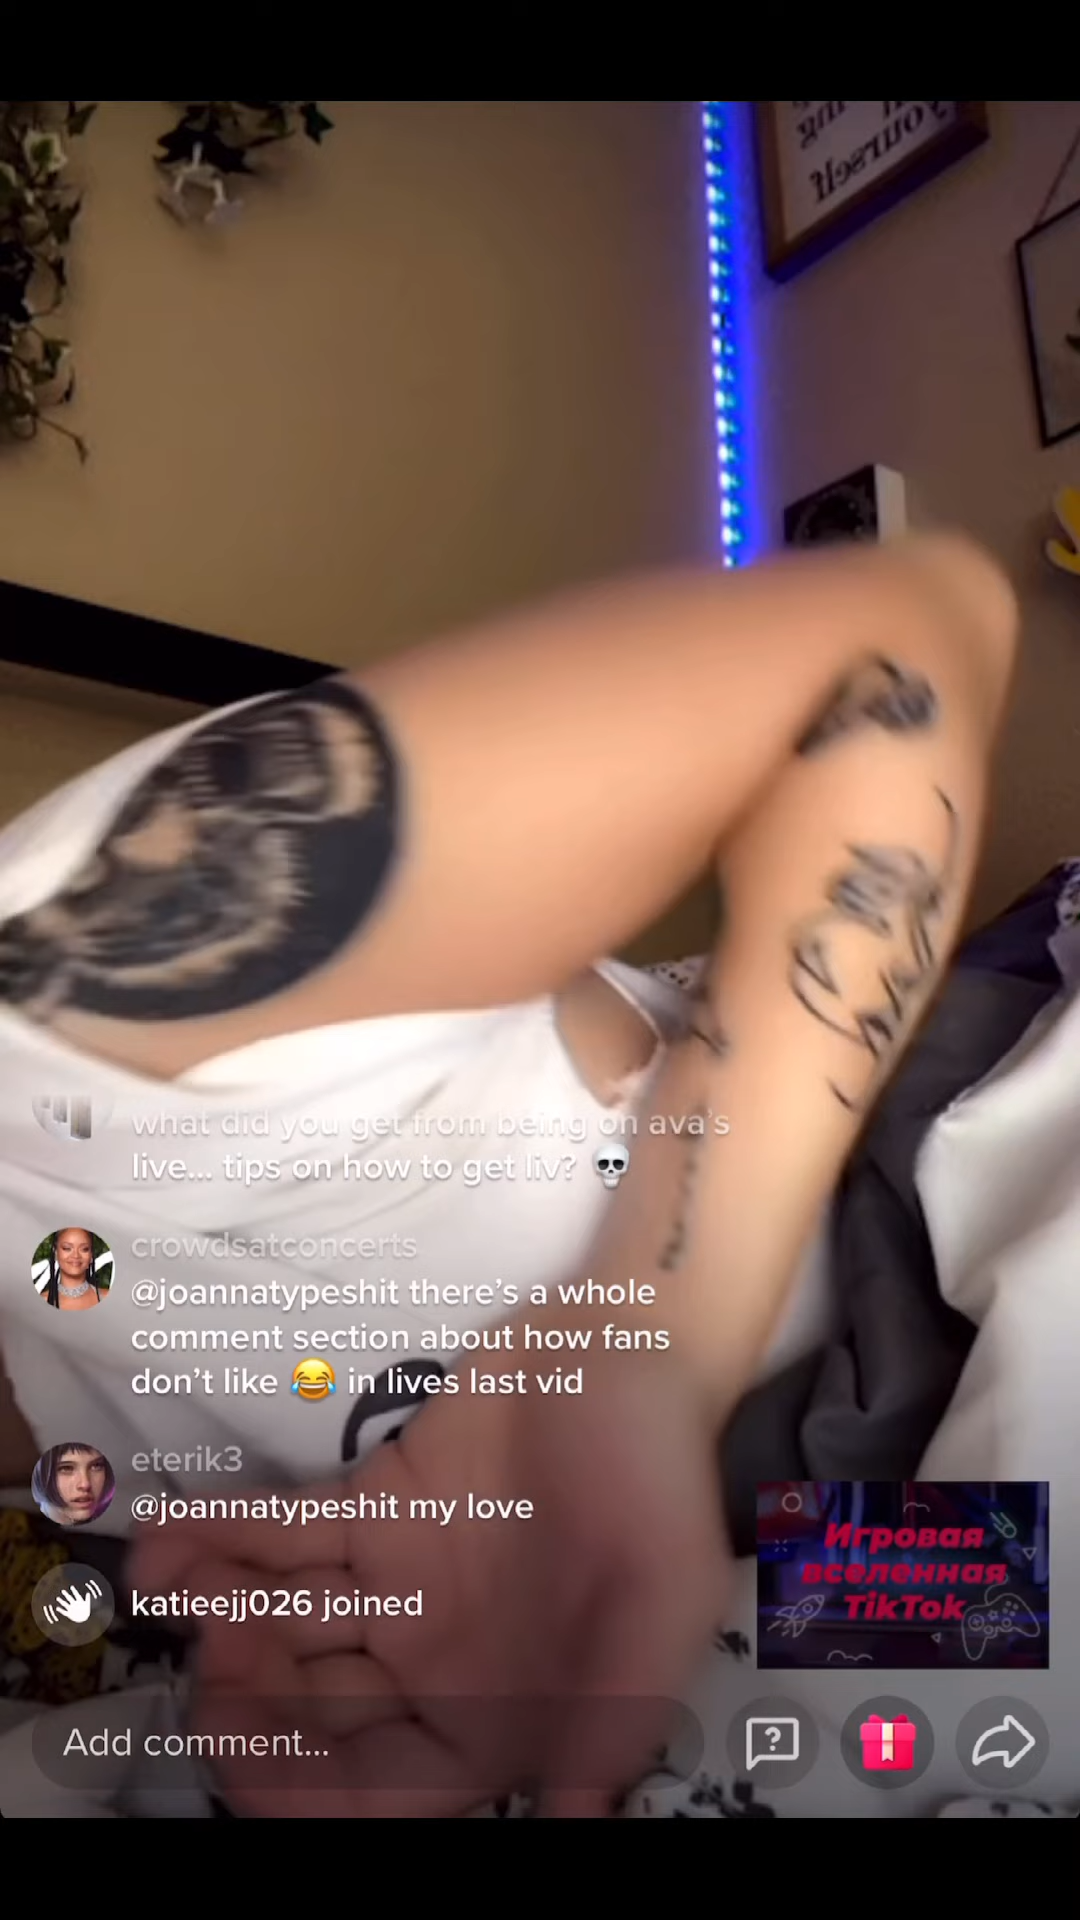 yourself
what did you get from being on ava’s
live... tips on how to get liv? 💀
crowdsatconcerts
@joannatypeshit there’s a whole
comment section about how fans
don’t like 😂 in lives last vid
eterik3
@joannatypeshit my love
katieejj026 joined
Игровая
вселенная
TikTok
Add comment...